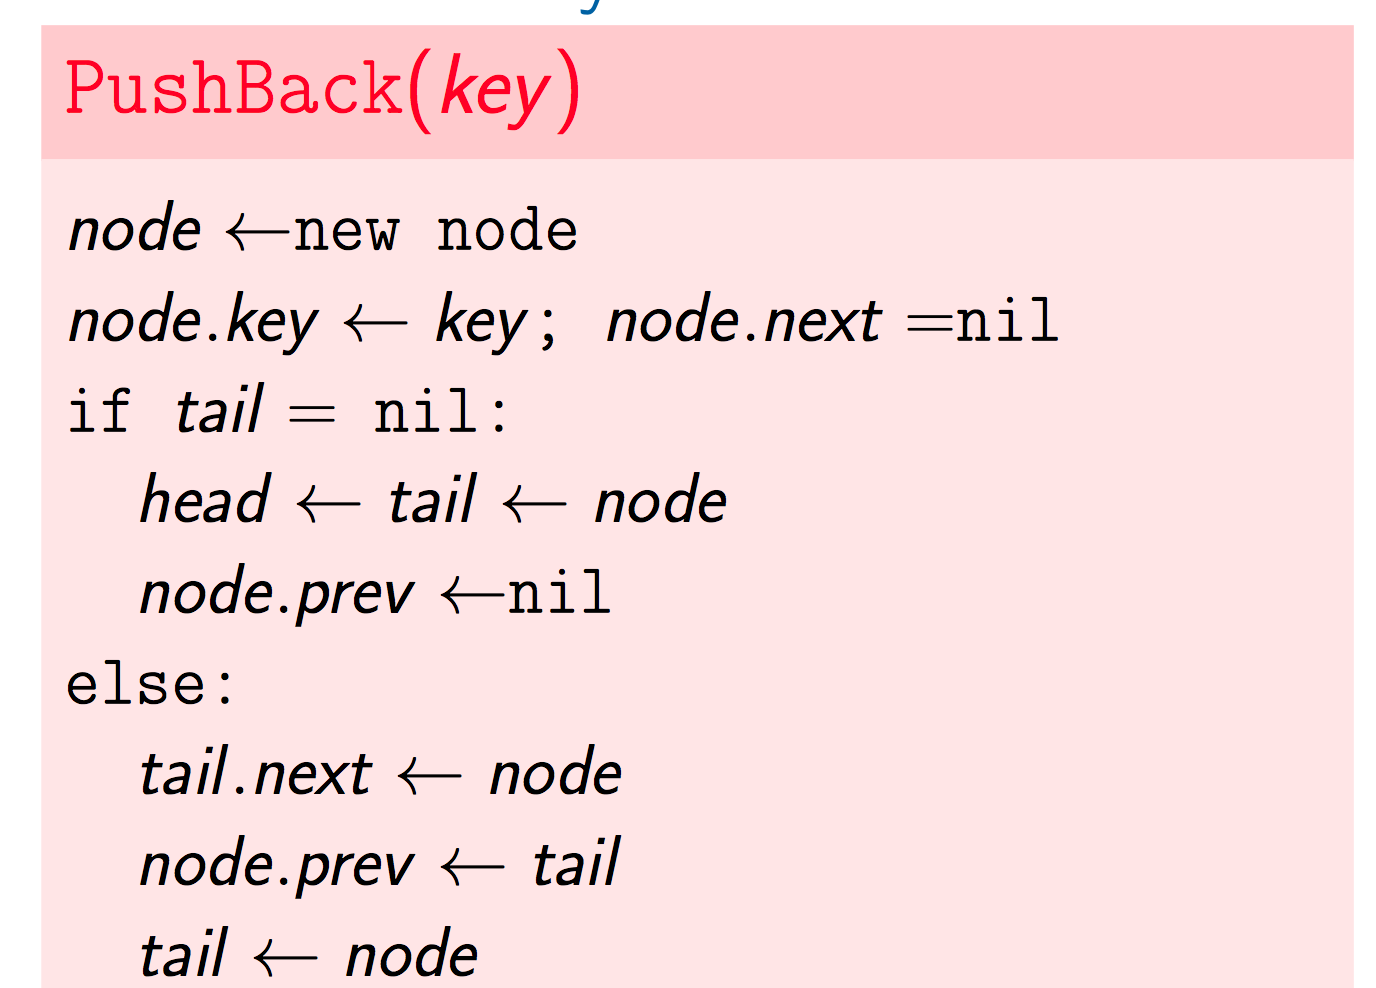 PushBack(key)
node ←new node
node.key ← key; node.next =nil
if tail = nil:
head ← tail ← node
node.prev ←nil
else:
tail.next ← node
node.prev ← tail
tail ← node